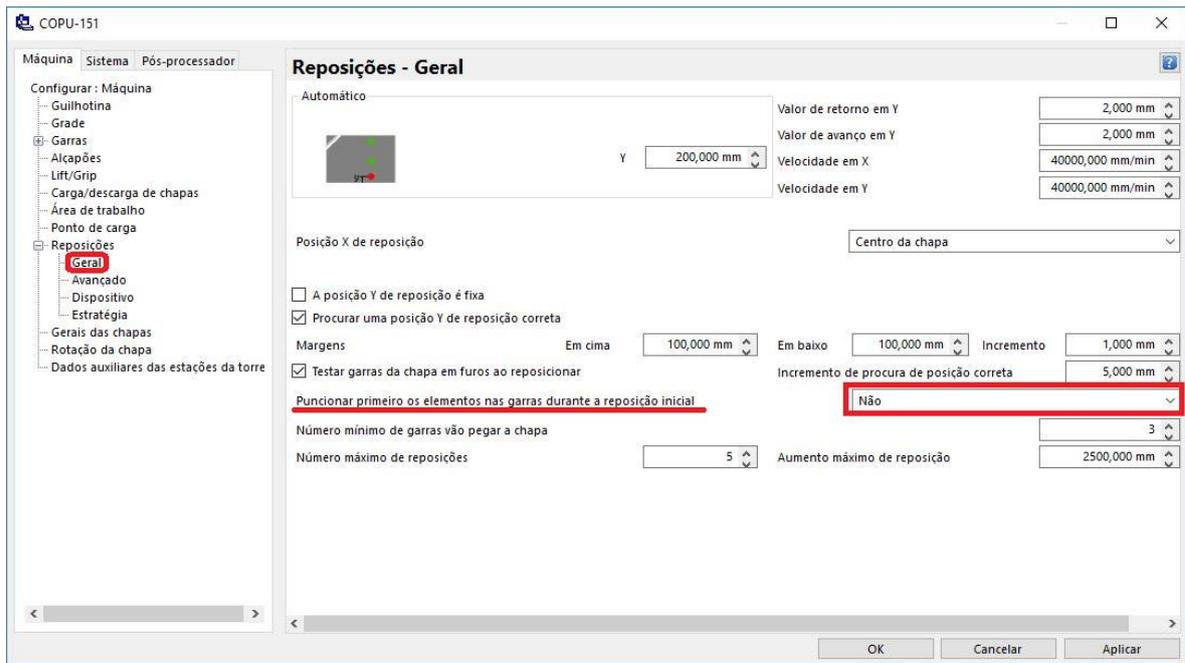 COPU-151
Máquina Sistema Pós-processador
Configurar : Máquina
Guilhotina
Grade
Garras
Alçapões
Lift/Grip
Carga/descarga de chapas
Área de trabalho
Ponto de carga
Reposições
Geral
Avançado
Dispositivo
Estratégia
Gerais das chapas
Rotação da chapa
Dados auxiliares das estações da torre
Reposições - Geral
Automático
Y 200,000 mm
Valor de retorno em Y 2,000 mm
Valor de avanço em Y 2,000 mm
Velocidade em X 40000,000 mm/min
Velocidade em Y 40000,000 mm/min
Posição X de reposição Centro da chapa
A posição Y de reposição é fixa
Procurar uma posição Y de reposição correta
Margens Em cima 100,000 mm Em baixo 100,000 mm Incremento 1,000 mm
Testar garras da chapa em furos ao reposicionar Incremento de procura de posição correta 5,000 mm
Puncionar primeiro os elementos nas garras durante a reposição inicial Não
Número mínimo de garras vão pegar a chapa 3
Número máximo de reposições 5 Aumento máximo de reposição 2500,000 mm
OK Cancelar Aplicar